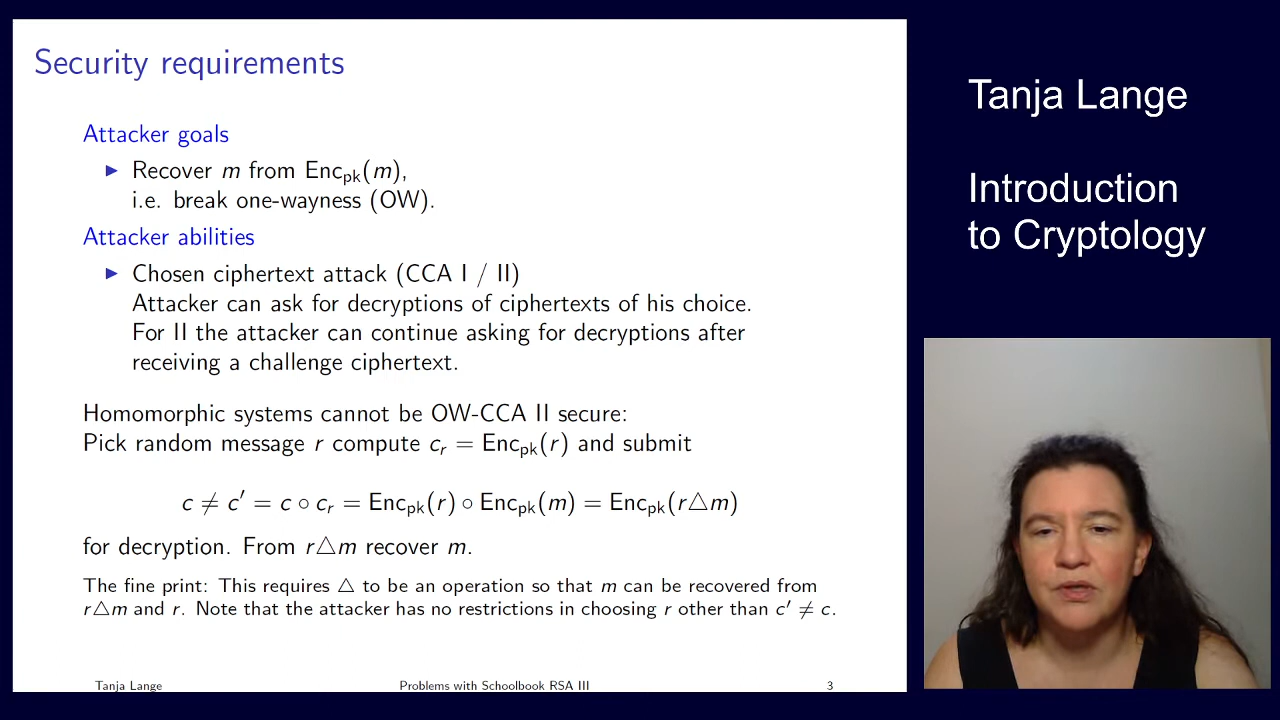 Security requirements
Attacker goals
▶ Recover m from Enc_pk(m),
i.e. break one-wayness (OW).
Attacker abilities
▶ Chosen ciphertext attack (CCA I / II)
Attacker can ask for decryptions of ciphertexts of his choice.
For II the attacker can continue asking for decryptions after
receiving a challenge ciphertext.
Homomorphic systems cannot be OW-CCA II secure:
Pick random message r compute c_r = Enc_pk(r) and submit
c ≠ c′ = c ∘ c_r = Enc_pk(r) ∘ Enc_pk(m) = Enc_pk(r△m)
for decryption. From r△m recover m.
The fine print: This requires △ to be an operation so that m can be recovered from
r△m and r. Note that the attacker has no restrictions in choosing r other than c′ ≠ c.
Tanja Lange
Problems with Schoolbook RSA III
3
Tanja Lange
Introduction
to Cryptology